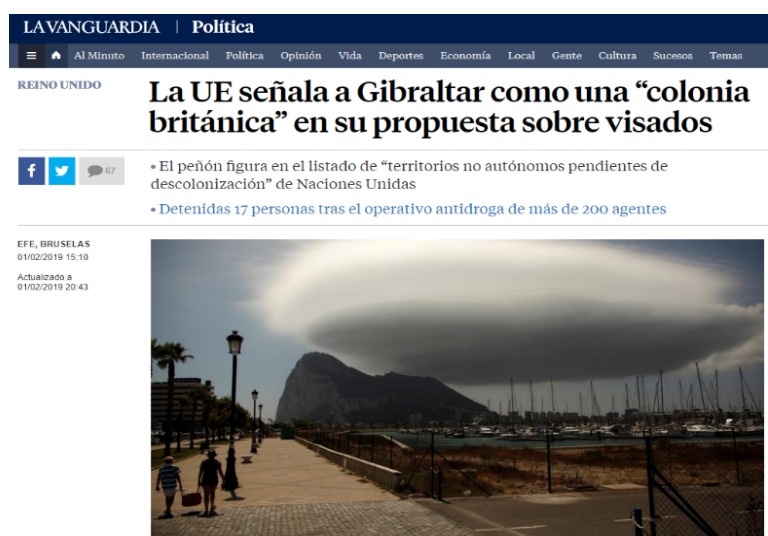 LAVANGUARDIA | Política
Al Minuto Internacional Política Opinión Vida Deportes Economía Local Gente Cultura Sucesos Temas
REINO UNIDO
La UE señala a Gibraltar como una “colonia
británica” en su propuesta sobre visados
67
• El peñón figura en el listado de “territorios no autónomos pendientes de
descolonización” de Naciones Unidas
• Detenidas 17 personas tras el operativo antidroga de más de 200 agentes
EFE, BRUSELAS
01/02/2019 15:10
Actualizado a
01/02/2019 20:43